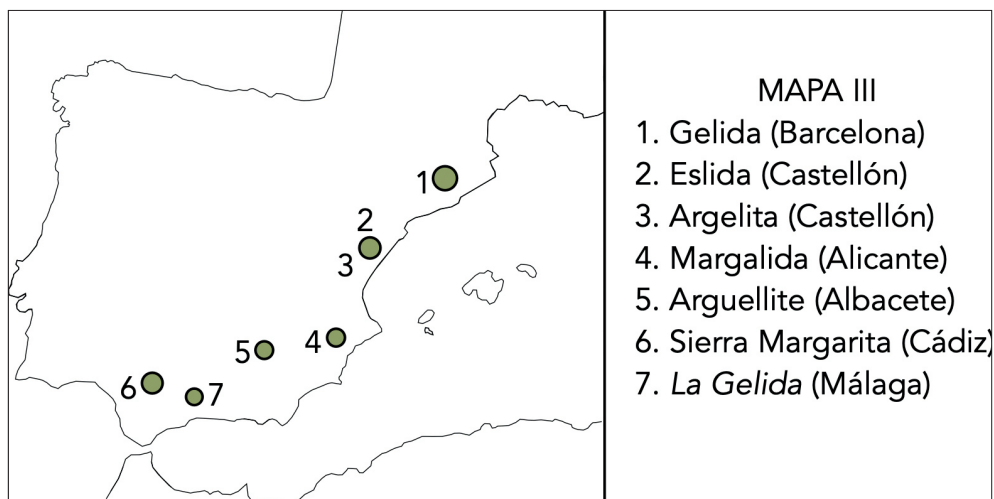 MAPA III
1. Gelida (Barcelona)
2. Eslida (Castellón)
3. Argelita (Castellón)
4. Margalida (Alicante)
5. Arguellite (Albacete)
6. Sierra Margarita (Cádiz)
7. La Gelida (Málaga)
1
2
3
4
5
6
7